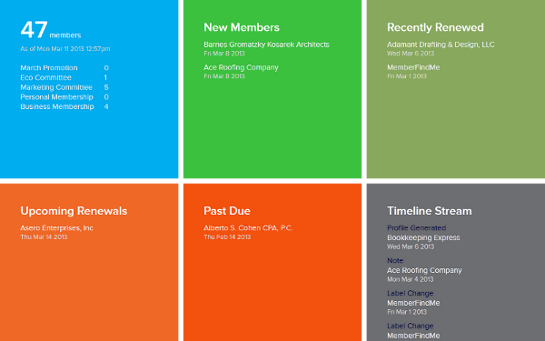 47 members
As of Mon Mar 11 2013 12:57pm
March Promotion 0
Eco Committee 1
Marketing Committee 5
Personal Membership 0
Business Membership 4
New Members
Barnes Gromatzky Kosarek Architects
Fri Mar 8 2013
Ace Roofing Company
Fri Mar 8 2013
Recently Renewed
Adamant Drafting & Design, LLC
Wed Mar 6 2013
MemberFindMe
Fri Mar 1 2013
Upcoming Renewals
Asero Enterprises, Inc
Thu Mar 14 2013
Past Due
Alberto S. Cohen CPA, P.C.
Thu Feb 14 2013
Timeline Stream
Profile Generated
Bookkeeping Express
Wed Mar 6 2013
Note
Ace Roofing Company
Mon Mar 4 2013
Label Change
MemberFindMe
Fri Mar 1 2013
Label Change
MemberFindMe